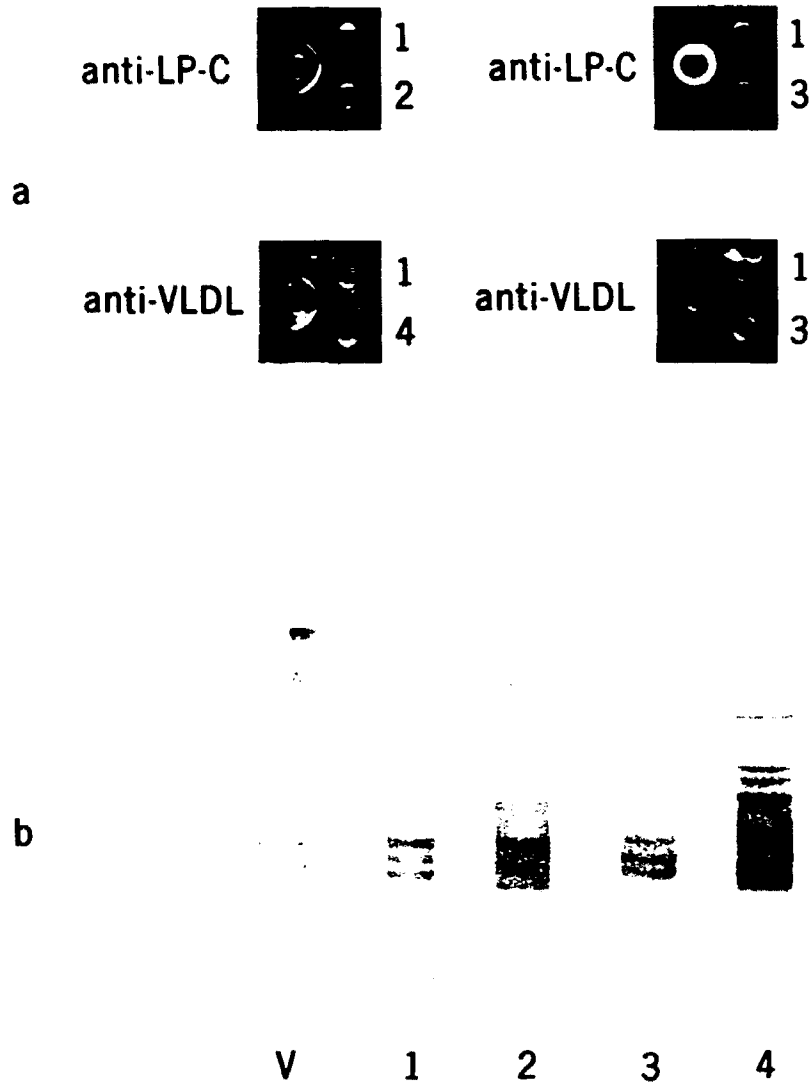 anti-LP-C 1 2
anti-LP-C 1 3
a
anti-VLDL 1 4
anti-VLDL 1 3
b
V 1 2 3 4